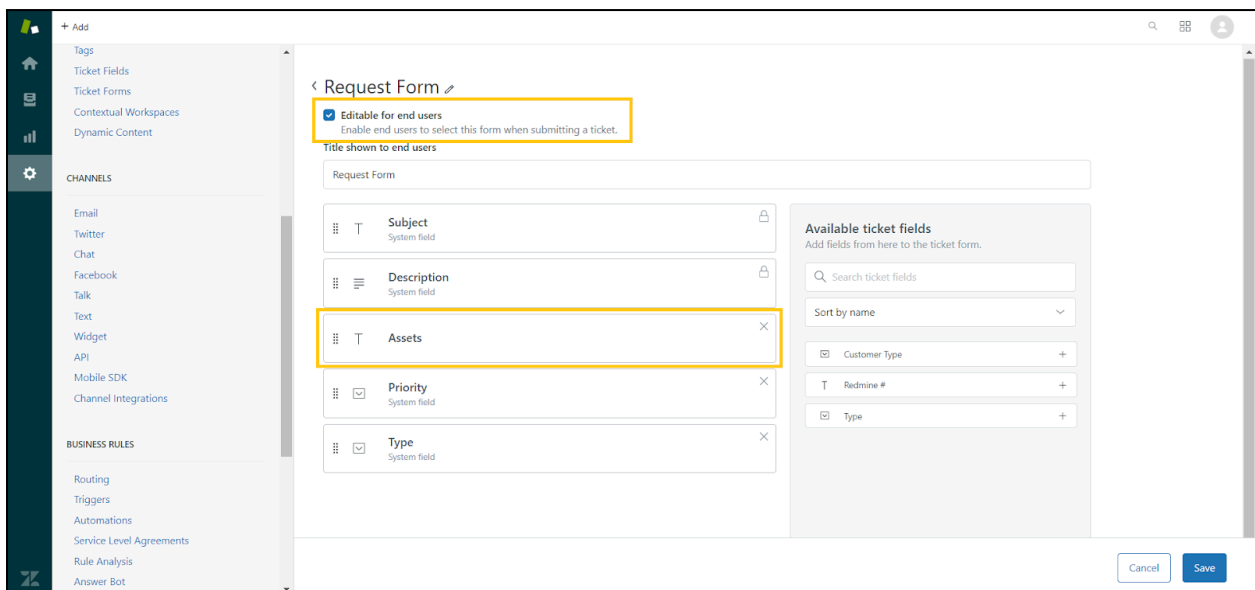 + Add
Tags
Ticket Fields
Ticket Forms
Contextual Workspaces
Dynamic Content
CHANNELS
Email
Twitter
Chat
Facebook
Talk
Text
Widget
API
Mobile SDK
Channel Integrations
BUSINESS RULES
Routing
Triggers
Automations
Service Level Agreements
Rule Analysis
Answer Bot
Request Form
Editable for end users
Enable end users to select this form when submitting a ticket.
Title shown to end users
Request Form
T Subject
System field
Description
System field
T Assets
Priority
System field
Type
System field
Available ticket fields
Add fields from here to the ticket form.
Search ticket fields
Sort by name
Customer Type +
T Redmine # +
Type +
Cancel
Save